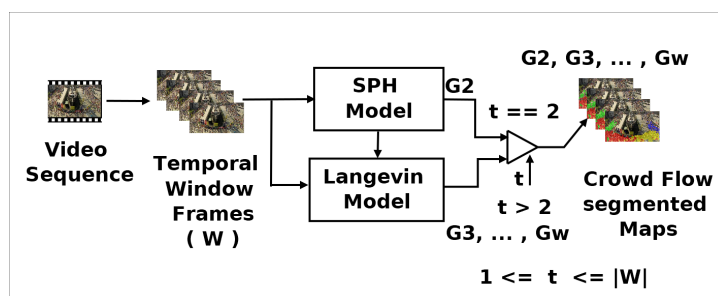 Video
Sequence
Temporal
Window
Frames
( W )
SPH
Model
G2
Langevin
Model
t == 2
t
t > 2
G3, ... , Gw
G2, G3, ... , Gw
Crowd Flow
segmented
Maps
1 <= t <= |W|